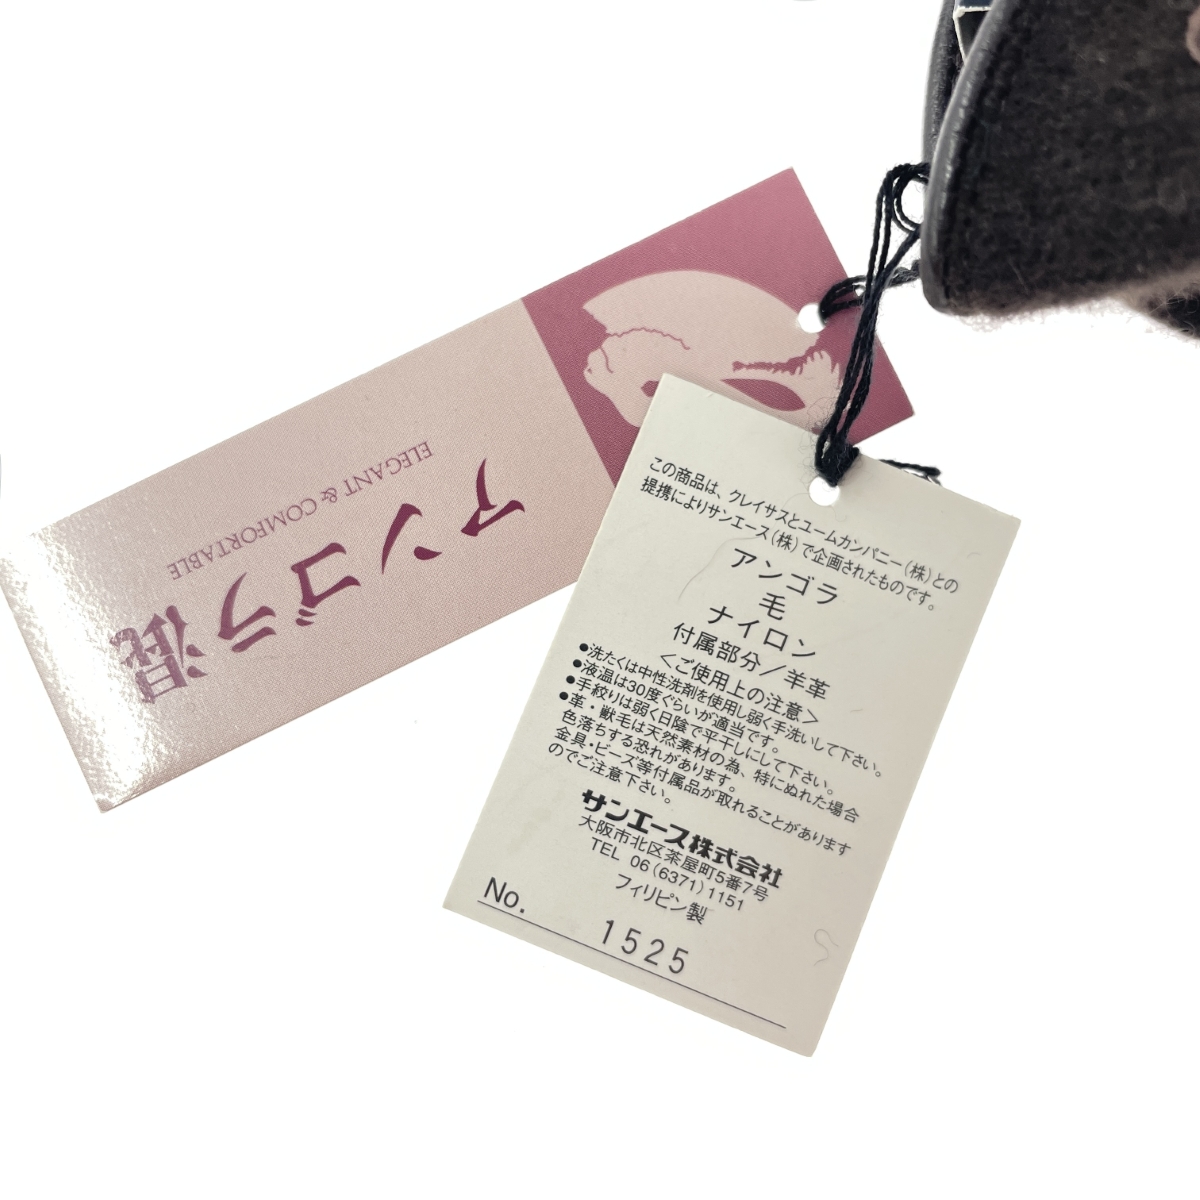 アンゴラ混
ELEGANT & COMFORTABLE
この商品は、クレイサスとユームカンパニー(株)との
提携によりサンエース(株)で企画されたものです。
アンゴラ
毛
ナイロン
付属部分/羊革
<ご使用上の注意>
●洗たくは中性洗剤を使用し弱く手洗いして下さい。
●液温は30度ぐらいが適当です。
●手絞りは弱く日陰で平干しにして下さい。
●革・獣毛は天然素材の為、特にぬれた場合
色落ちする恐れがあります。
金具・ビーズ等付属品が取れることがあります
のでご注意下さい。
サンエース株式会社
大阪市北区茶屋町5番7号
TEL 06(6371)1151
フィリピン製
No. 1525